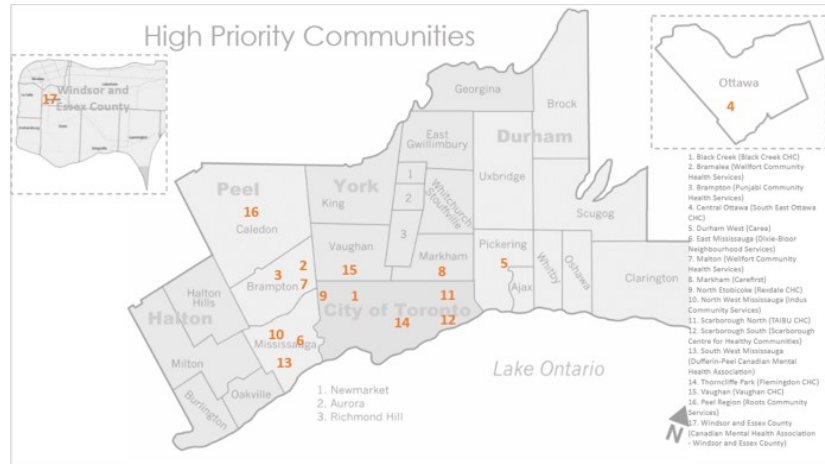 High Priority Communities
Windsor and
Essex County
17
Ottawa
4
Georgina
Brock
East
Gwillimbury
Durham
1
2
3
Whitchurch-
Stouffville
Uxbridge
Scugog
Peel
York
King
16
Caledon
Vaughan
15
Markham
8
Pickering
5
Ajax
Whitby
Oshawa
Clarington
2
3
7
Brampton
9
1
11
City of Toronto
14
12
Halton
Halton
Hills
Milton
Burlington
Oakville
10
6
Mississauga
13
Lake Ontario
1. Newmarket
2. Aurora
3. Richmond Hill
N
1. Black Creek (Black Creek CHC)
2. Bramalea (Wellfort Community
Health Services)
3. Brampton (Punjabi Community
Health Services)
4. Central Ottawa (South East Ottawa
CHC)
5. Durham West (Carea)
6. East Mississauga (Dixie-Bloor
Neighbourhood Services)
7. Malton (Wellfort Community
Health Services)
8. Markham (Carefirst)
9. North Etobicoke (Rexdale CHC)
10. North West Mississauga (Indus
Community Services)
11. Scarborough North (TAIBU CHC)
12. Scarborough South (Scarborough
Centre for Healthy Communities)
13. South West Mississauga
(Dufferin-Peel Canadian Mental
Health Association)
14. Thorncliffe Park (Flemingdon CHC)
15. Vaughan (Vaughan CHC)
16. Peel Region (Roots Community
Services)
17. Windsor and Essex County
(Canadian Mental Health Association
- Windsor and Essex County)